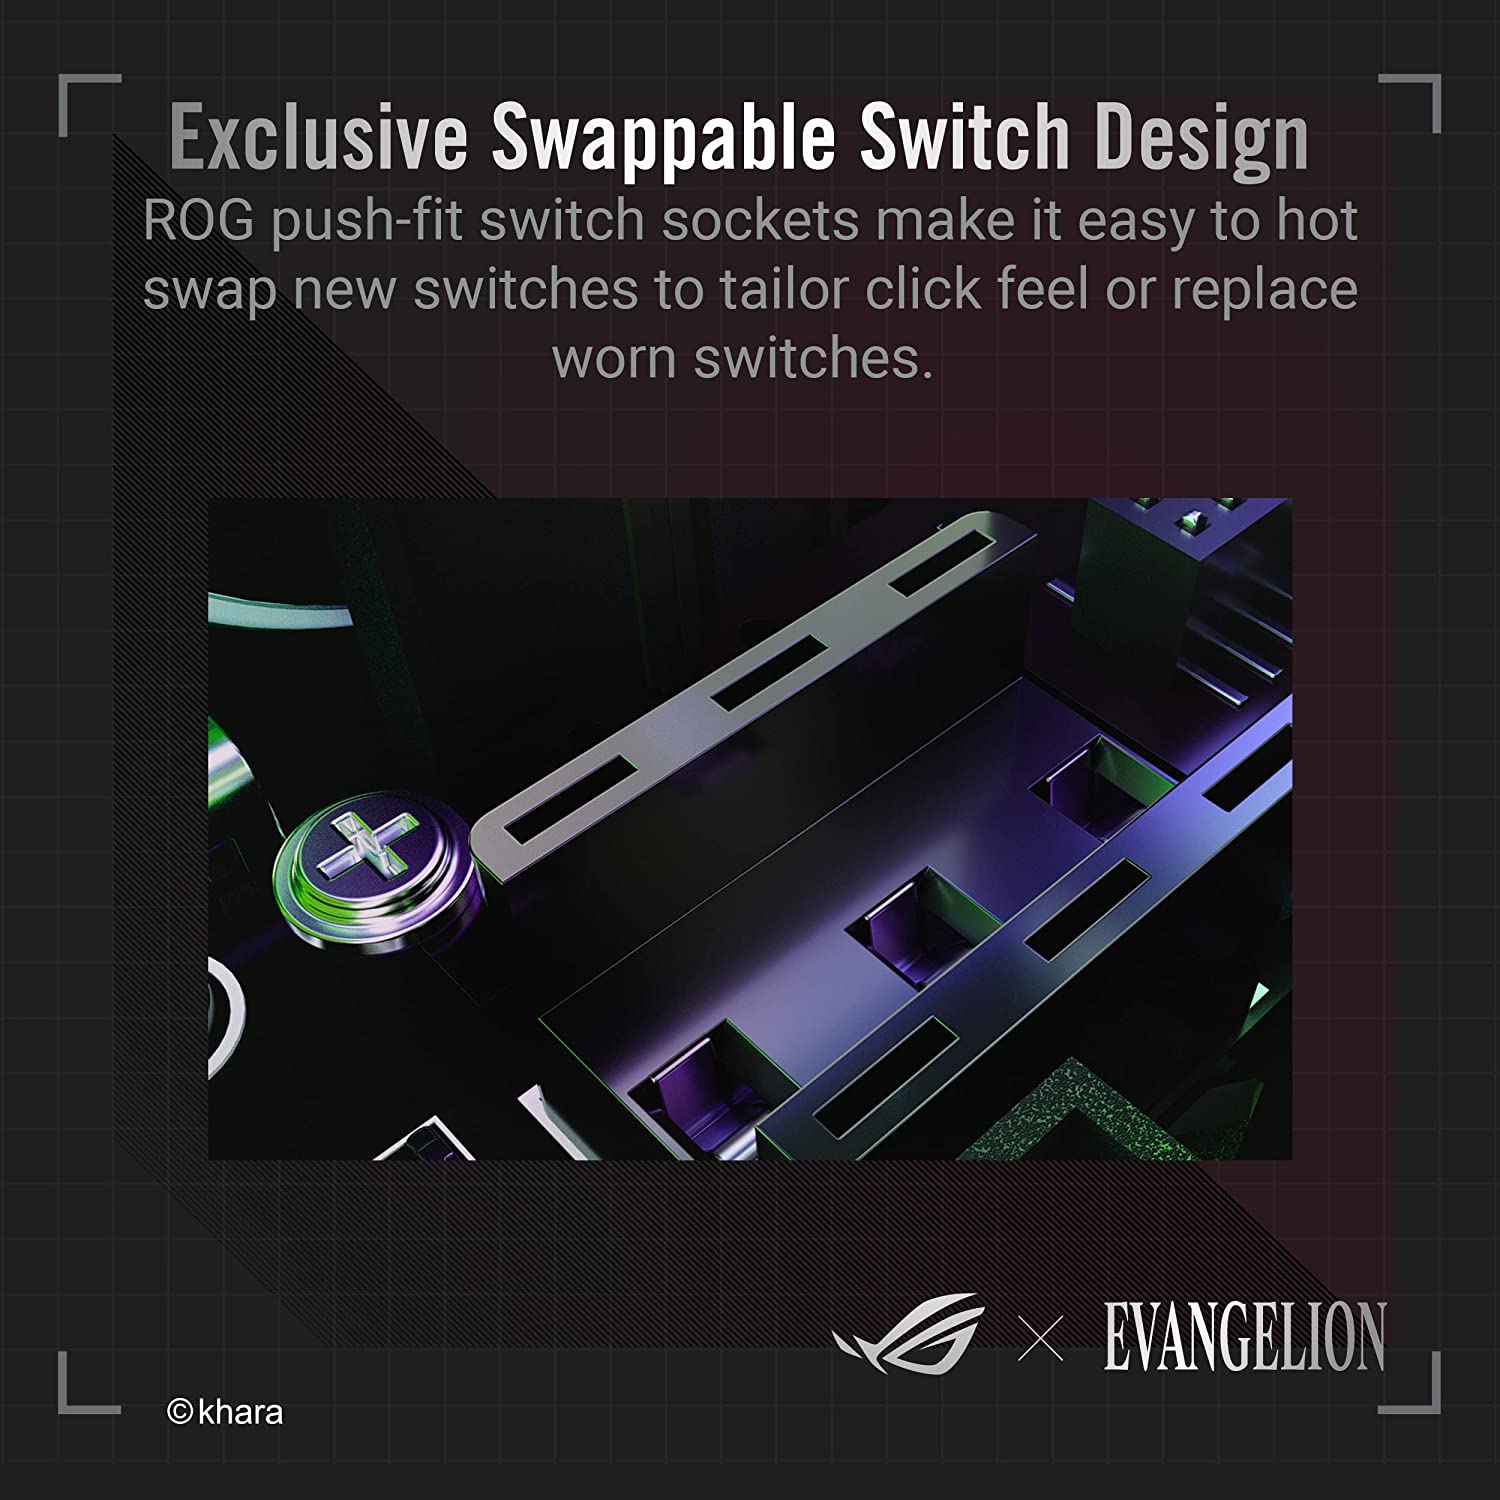 Exclusive Swappable Switch Design
ROG push-fit switch sockets make it easy to hot
swap new switches to tailor click feel or replace
worn switches.
EVANGELION
©khara